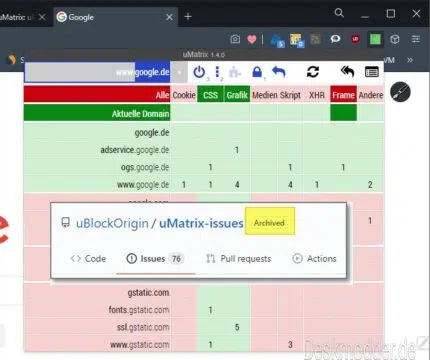 uMatrix ul
Google
uMatrix 1.4.0
www.google.de
Alle Cookie CSS Grafik Medien Skript XHR Frame Andere
Aktuelle Domain
google.de
adservice.google.de 1
ogs.google.de 1 1 1
www.google.de 1 1 4 4 1 2
1
uBlockOrigin / uMatrix-issues Archived
Code Issues 76 Pull requests Actions
gstatic.com
fonts.gstatic.com 1
ssl.gstatic.com 5
www.gstatic.com 1 3
Deskmodder.de